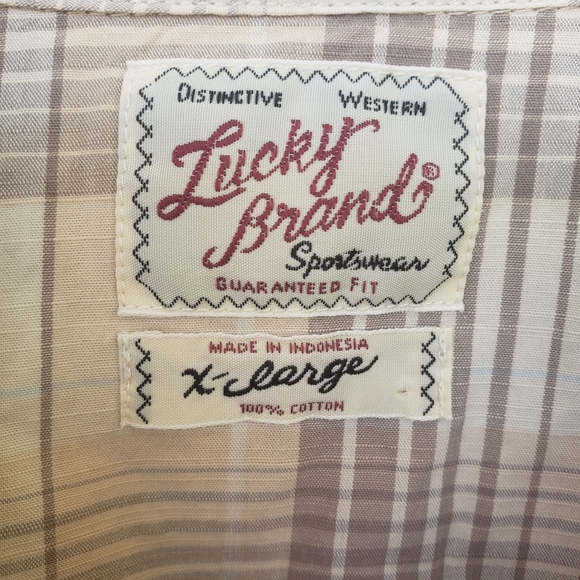 DISTINCTIVE WESTERN
Lucky
Brand®
Sportswear
GUARANTEED FIT
MADE IN INDONESIA
X-Large
100% COTTON